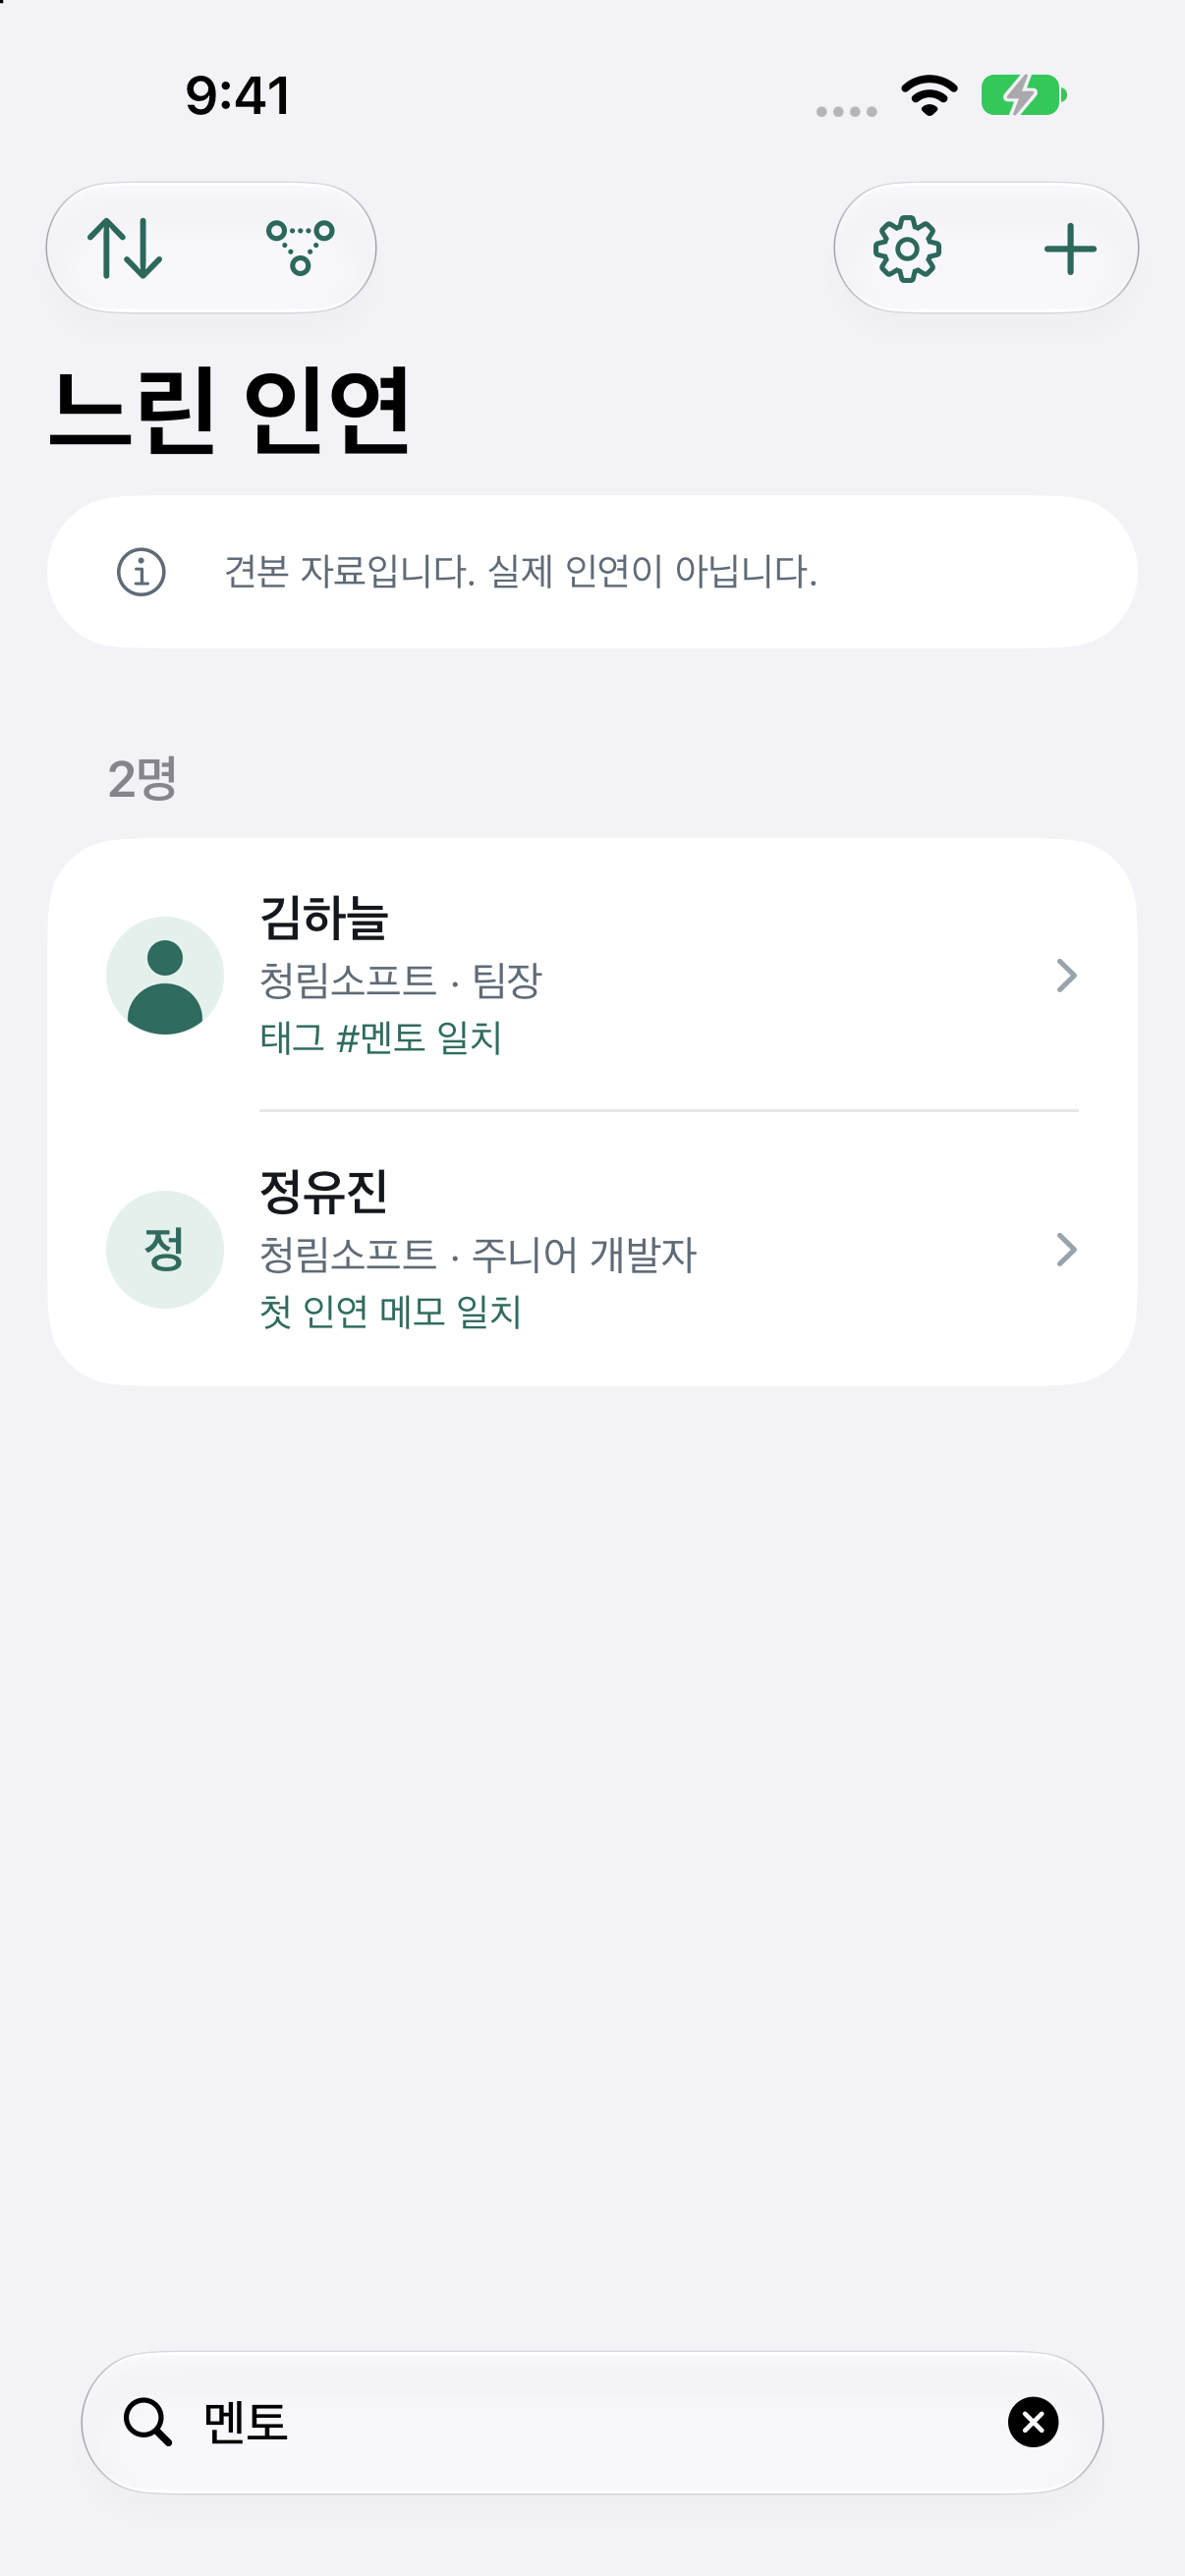 9:41
느린 인연
견본 자료입니다. 실제 인연이 아닙니다.
2명
김하늘
청림소프트 · 팀장
태그 #멘토 일치
정
정유진
청림소프트 · 주니어 개발자
첫 인연 메모 일치
멘토